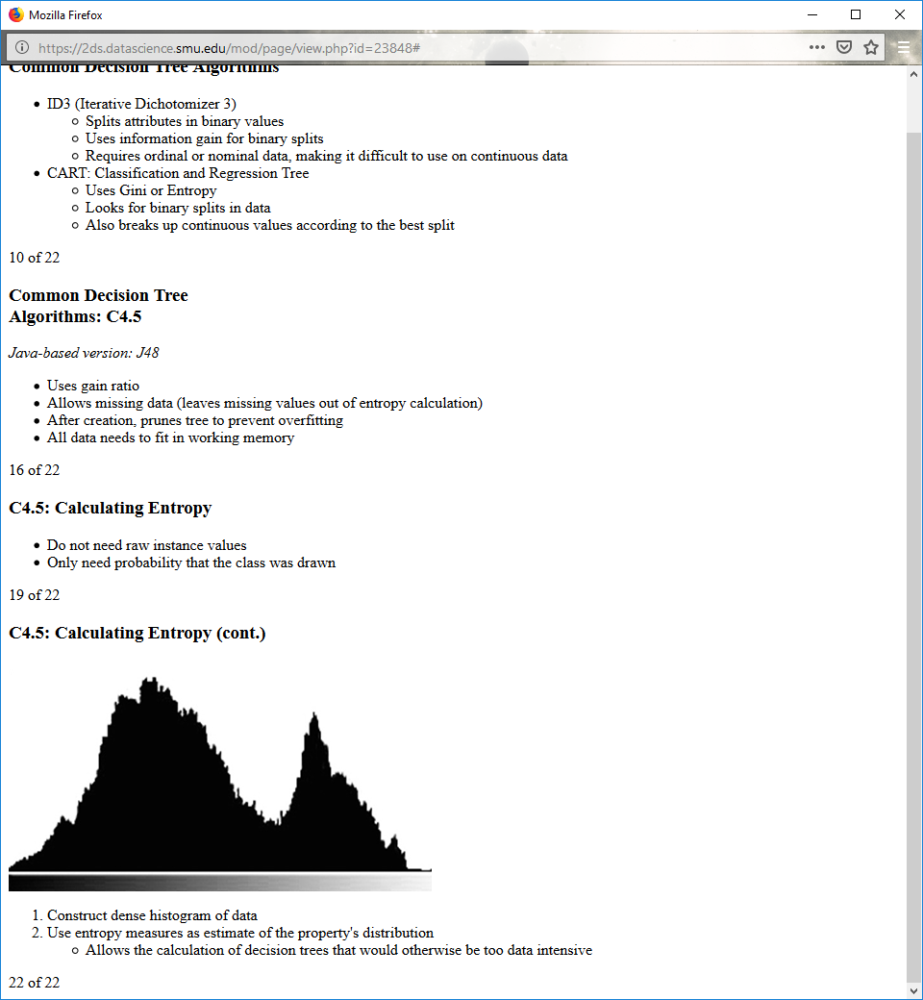 Mozilla Firefox
https://2ds.datascience.smu.edu/mod/page/view.php?id=23848#
Common Decision Tree Algorithms
ID3 (Iterative Dichotomizer 3)
Splits attributes in binary values
Uses information gain for binary splits
Requires ordinal or nominal data, making it difficult to use on continuous data
CART: Classification and Regression Tree
Uses Gini or Entropy
Looks for binary splits in data
Also breaks up continuous values according to the best split
10 of 22
Common Decision Tree
Algorithms: C4.5
Java-based version: J48
Uses gain ratio
Allows missing data (leaves missing values out of entropy calculation)
After creation, prunes tree to prevent overfitting
All data needs to fit in working memory
16 of 22
C4.5: Calculating Entropy
Do not need raw instance values
Only need probability that the class was drawn
19 of 22
C4.5: Calculating Entropy (cont.)
1. Construct dense histogram of data
2. Use entropy measures as estimate of the property's distribution
Allows the calculation of decision trees that would otherwise be too data intensive
22 of 22